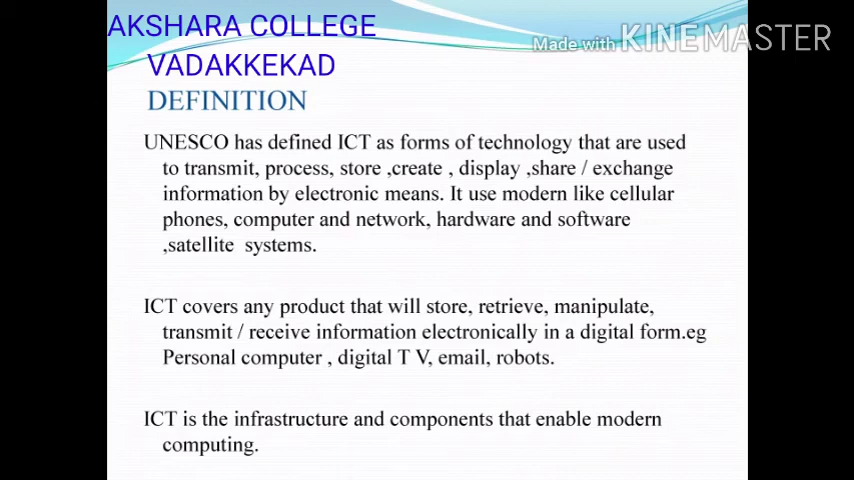 AKSHARA COLLEGE
Made with KINEMASTER
VADAKKEKAD
DEFINITION
UNESCO has defined ICT as forms of technology that are used
to transmit, process, store ,create , display ,share / exchange
information by electronic means. It use modern like cellular
phones, computer and network, hardware and software
,satellite systems.
ICT covers any product that will store, retrieve, manipulate,
transmit / receive information electronically in a digital form.eg
Personal computer , digital T V, email, robots.
ICT is the infrastructure and components that enable modern
computing.